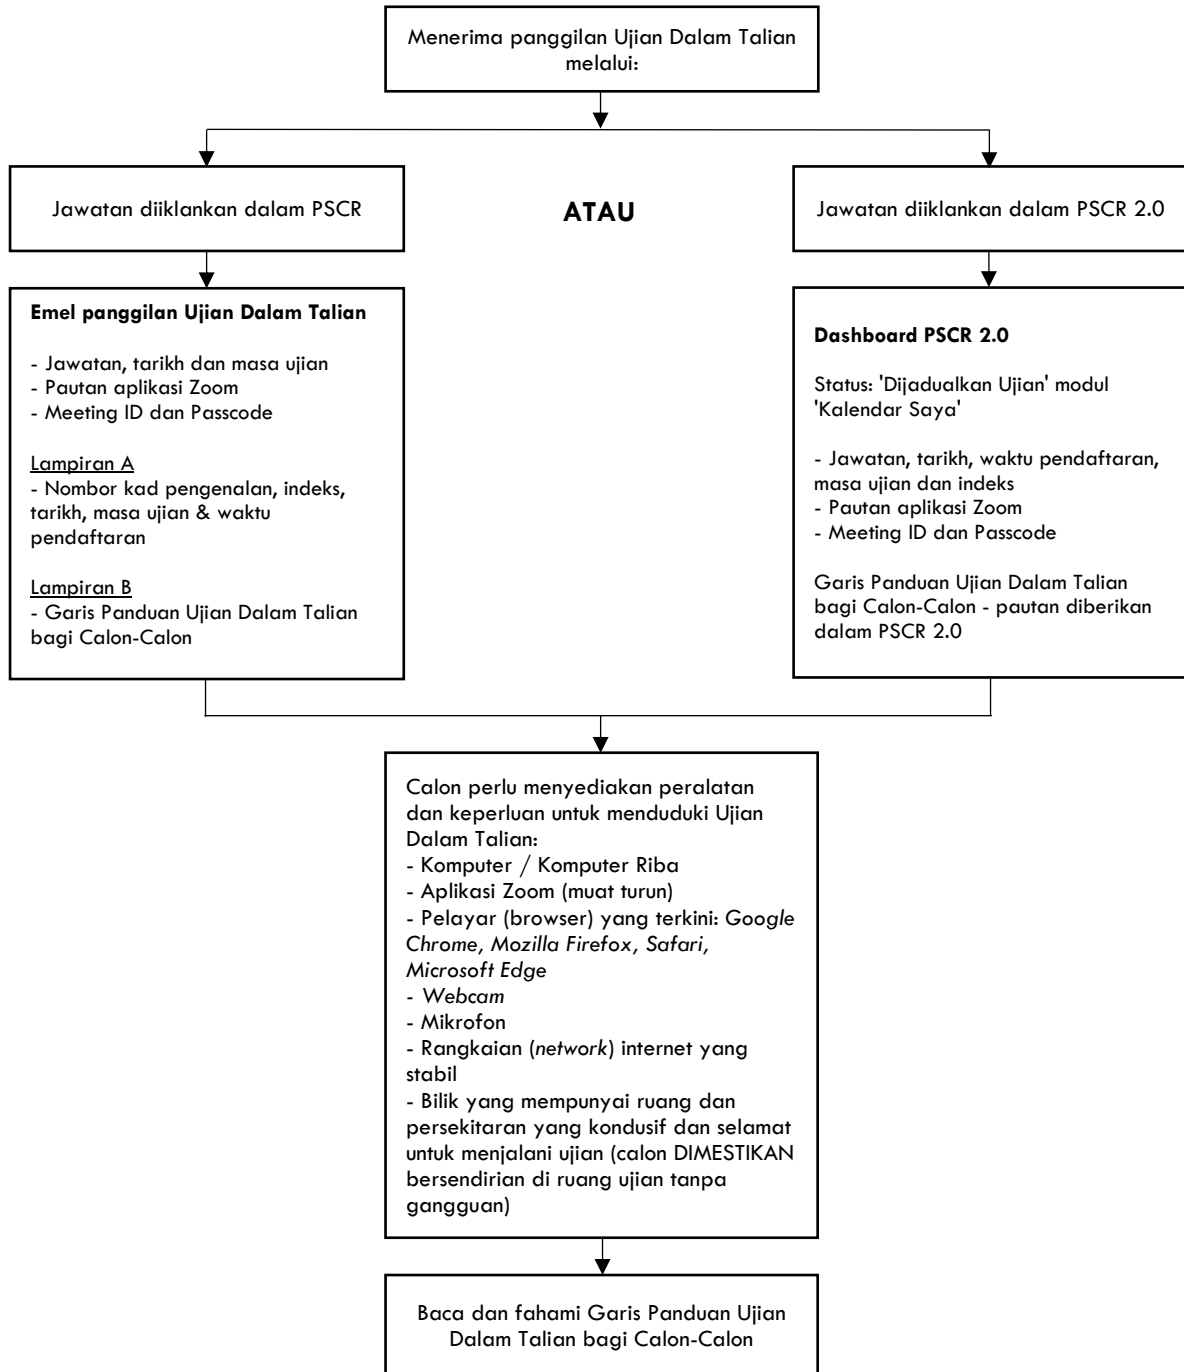 Menerima panggilan Ujian Dalam Talian
melalui:
Jawatan diiklankan dalam PSCR
ATAU
Jawatan diiklankan dalam PSCR 2.0
Emel panggilan Ujian Dalam Talian
- Jawatan, tarikh dan masa ujian
- Pautan aplikasi Zoom
- Meeting ID dan Passcode
Lampiran A
- Nombor kad pengenalan, indeks,
tarikh, masa ujian & waktu
pendaftaran
Lampiran B
- Garis Panduan Ujian Dalam Talian
bagi Calon-Calon
Dashboard PSCR 2.0
Status: 'Dijadualkan Ujian' modul
'Kalendar Saya'
- Jawatan, tarikh, waktu pendaftaran,
masa ujian dan indeks
- Pautan aplikasi Zoom
- Meeting ID dan Passcode
Garis Panduan Ujian Dalam Talian
bagi Calon-Calon - pautan diberikan
dalam PSCR 2.0
Calon perlu menyediakan peralatan
dan keperluan untuk menduduki Ujian
Dalam Talian:
- Komputer / Komputer Riba
- Aplikasi Zoom (muat turun)
- Pelayar (browser) yang terkini: Google
Chrome, Mozilla Firefox, Safari,
Microsoft Edge
- Webcam
- Mikrofon
- Rangkaian (network) internet yang
stabil
- Bilik yang mempunyai ruang dan
persekitaran yang kondusif dan selamat
untuk menjalani ujian (calon DIMESTIKAN
bersendirian di ruang ujian tanpa
gangguan)
Baca dan fahami Garis Panduan Ujian
Dalam Talian bagi Calon-Calon